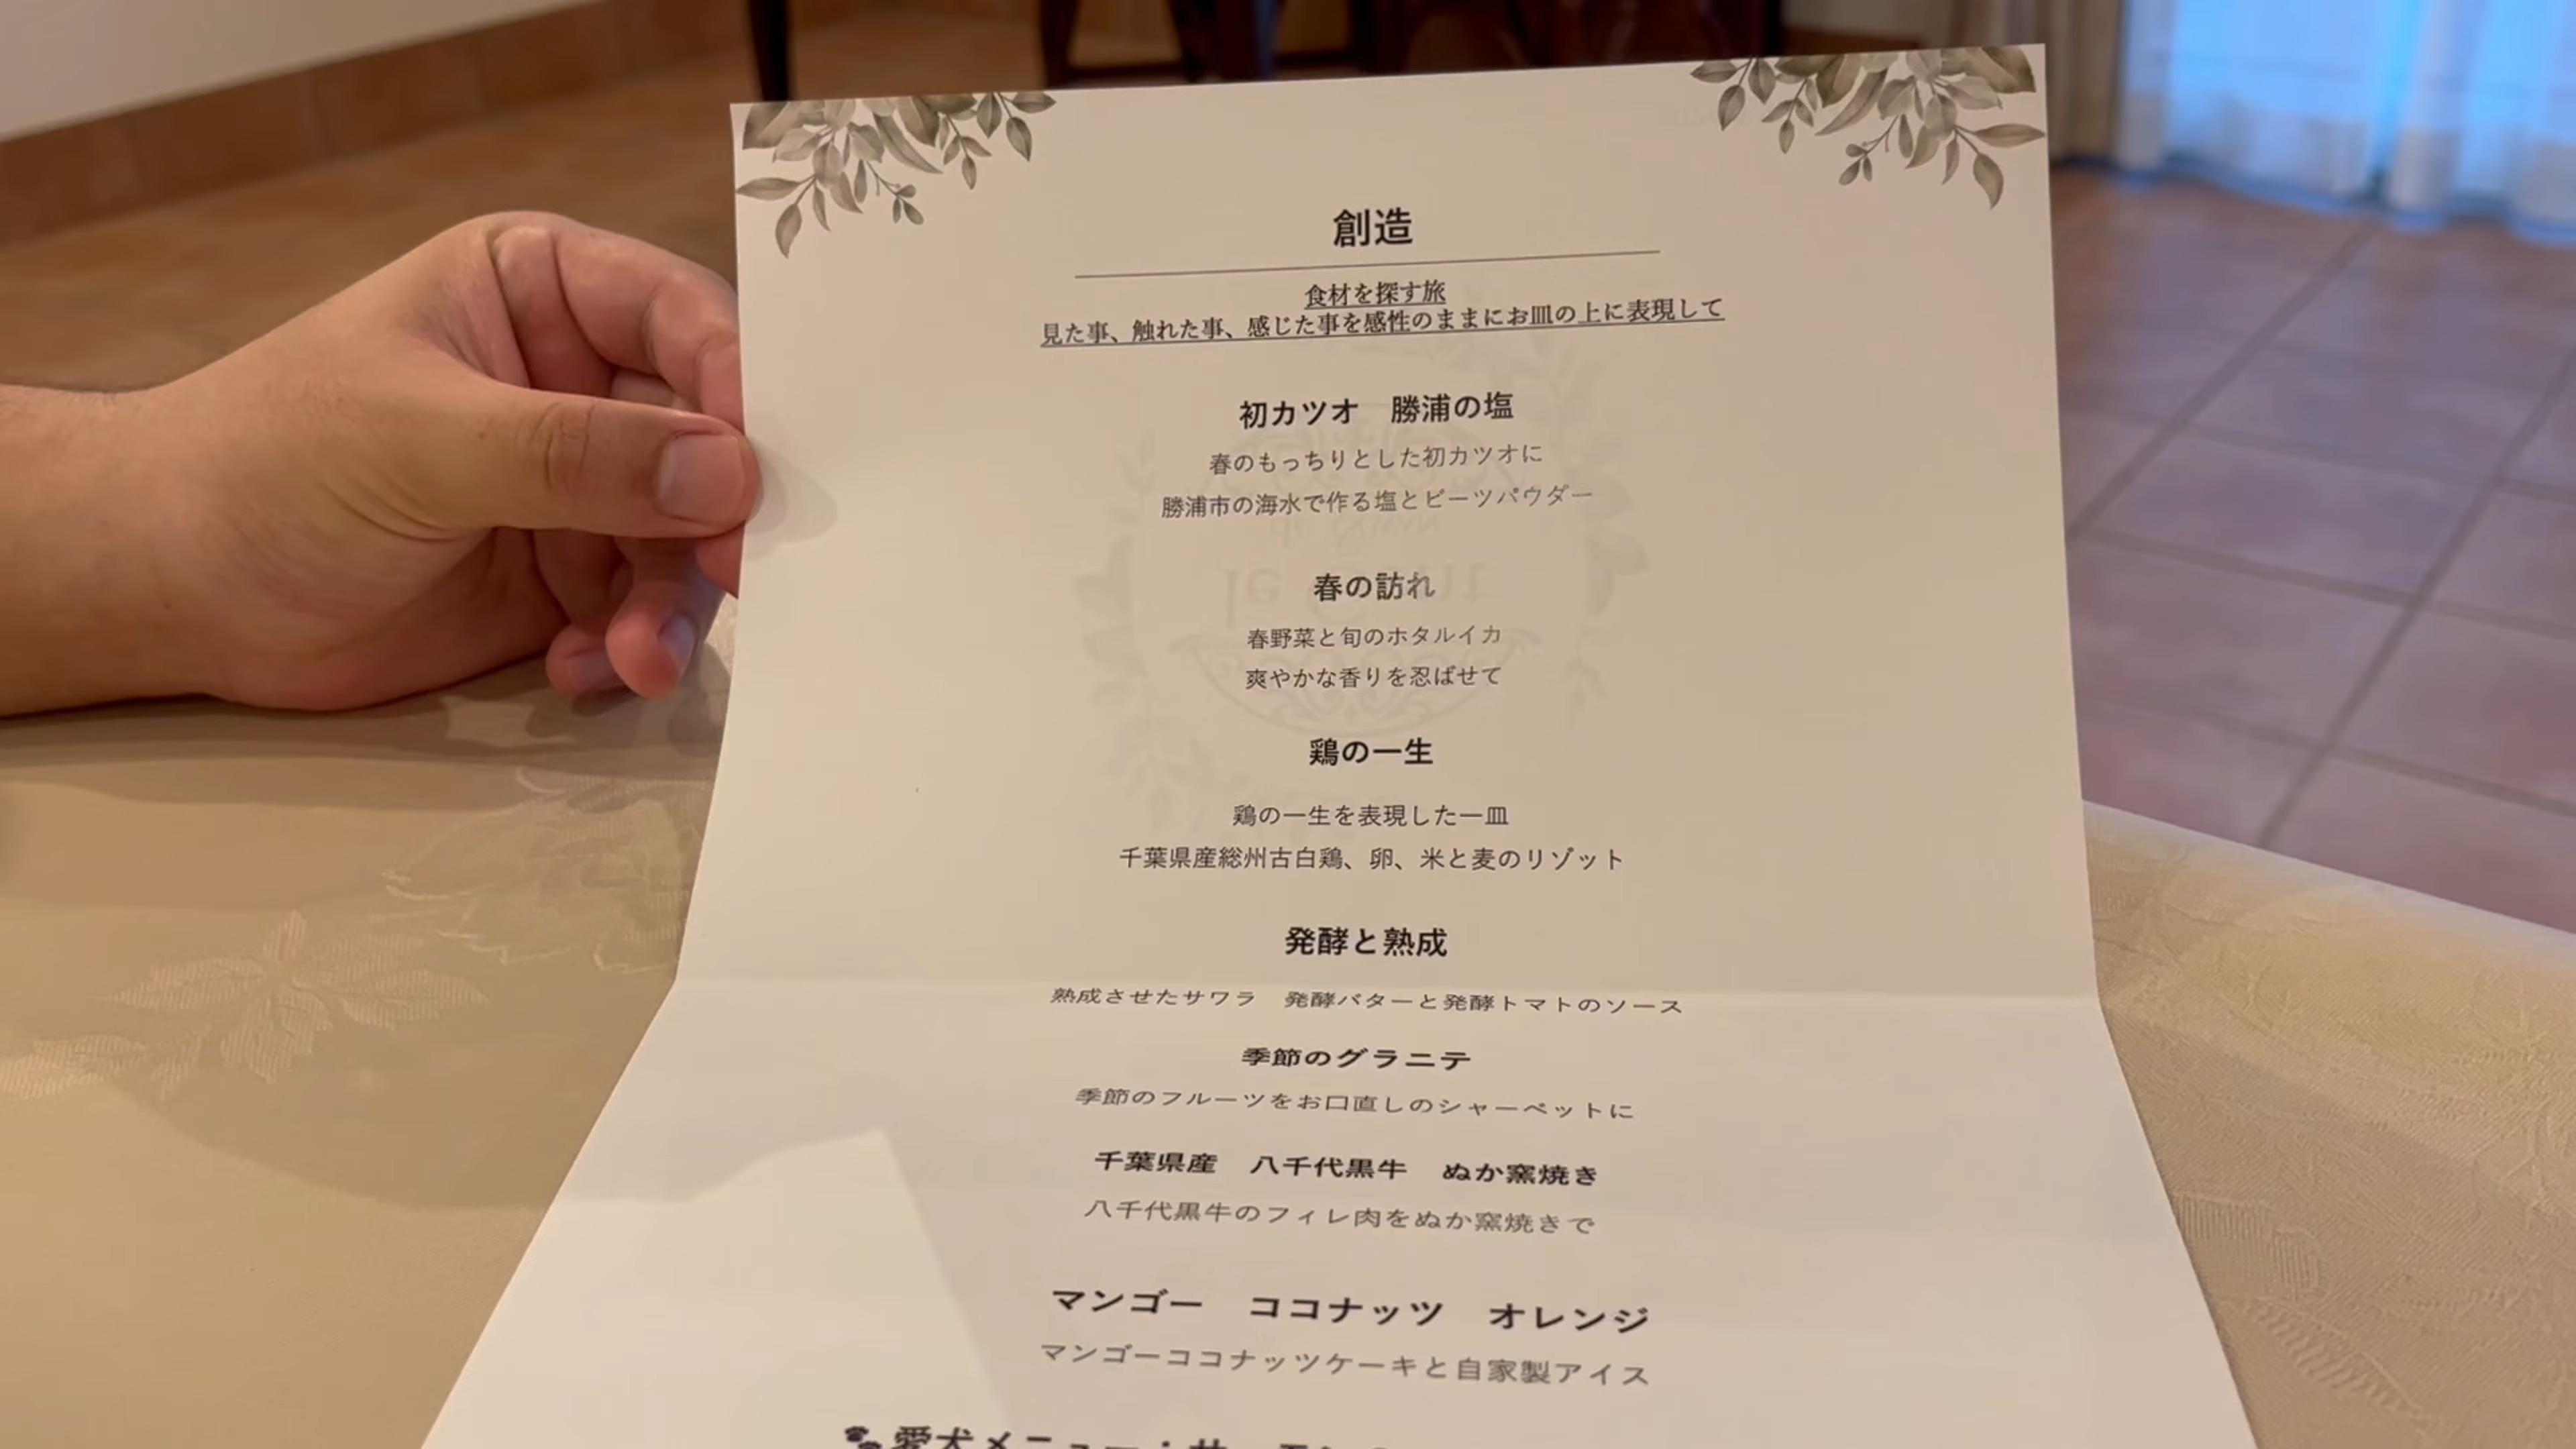 創造
食材を探す旅
見た事、触れた事、感じた事を感性のままにお皿の上に表現して
初カツオ　勝浦の塩
春のもっちりとした初カツオに
勝浦市の海水で作る塩とビーツパウダー
春の訪れ
春野菜と旬のホタルイカ
爽やかな香りを忍ばせて
鶏の一生
鶏の一生を表現した一皿
千葉県産総州古白鶏、卵、米と麦のリゾット
発酵と熟成
熟成させたサワラ　発酵バターと発酵トマトのソース
季節のグラニテ
季節のフルーツをお口直しのシャーベットに
千葉県産　八千代黒牛　ぬか窯焼き
八千代黒牛のフィレ肉をぬか窯焼きで
マンゴー　ココナッツ　オレンジ
マンゴーココナッツケーキと自家製アイス
愛犬メニュー：